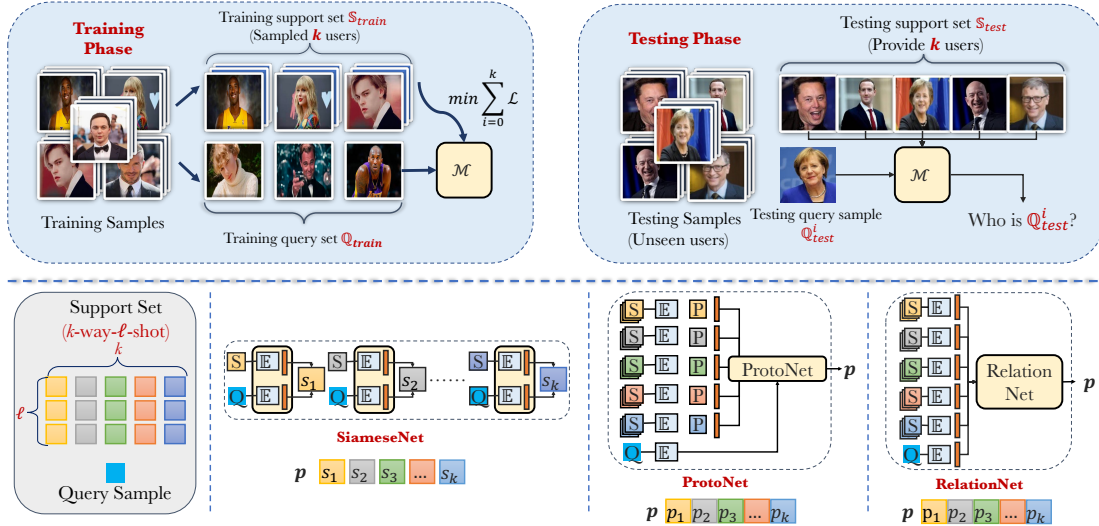 Training
Phase
Training support set 𝕊train
(Sampled k users)
min ∑ ℒ
k
i=0
ℳ
Training Samples
Training query set ℚtrain
Testing Phase
Testing support set 𝕊test
(Provide k users)
ℳ
Testing Samples
(Unseen users)
Testing query sample
ℚⁱtest
Who is ℚⁱtest?
Support Set
(k-way-ℓ-shot)
k
ℓ
Query Sample
S 𝔼 S 𝔼 S 𝔼
s1 s2 ........ sk
Q Q Q
SiameseNet
p s1 s2 s3 ... sk
S 𝔼 P
S 𝔼 P
S 𝔼 P
S 𝔼 P
S 𝔼 P
Q 𝔼
ProtoNet
p
ProtoNet
p p1 p2 p3 ... pk
S 𝔼
S 𝔼
S 𝔼
S 𝔼
S 𝔼
Q 𝔼
Relation
Net
p
RelationNet
p p1 p2 p3 ... pk